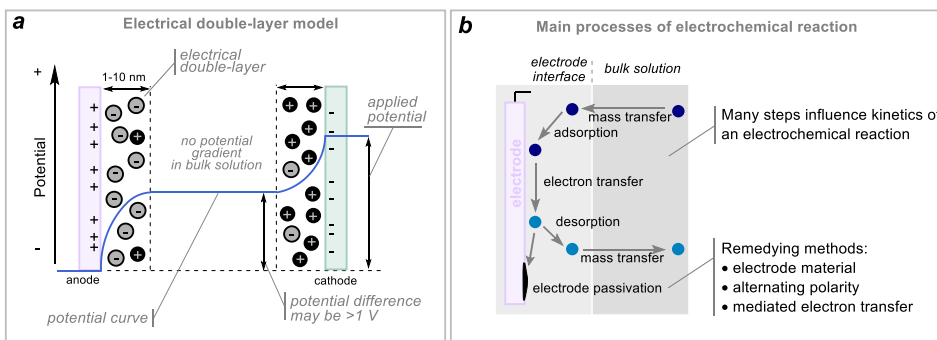 a
Electrical double-layer model
+
Potential
-
1-10 nm
electrical
double-layer
no potential
gradient
in bulk solution
applied
potential
anode
cathode
potential curve
potential difference
may be >1 V
b
Main processes of electrochemical reaction
electrode
interface
bulk solution
electrode
mass transfer
adsorption
electron transfer
desorption
mass transfer
electrode passivation
Many steps influence kinetics of
an electrochemical reaction
Remedying methods:
• electrode material
• alternating polarity
• mediated electron transfer